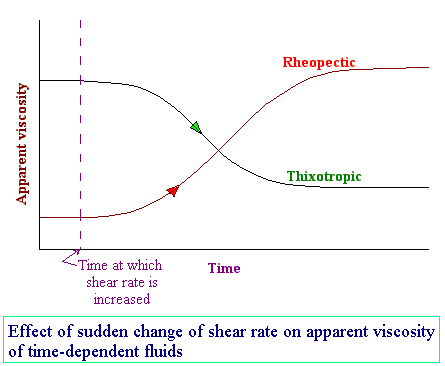 Rheopectic
Apparent viscosity
Thixotropic
Time at which
shear rate is
increased
Time
Effect of sudden change of shear rate on apparent viscosity
of time-dependent fluids